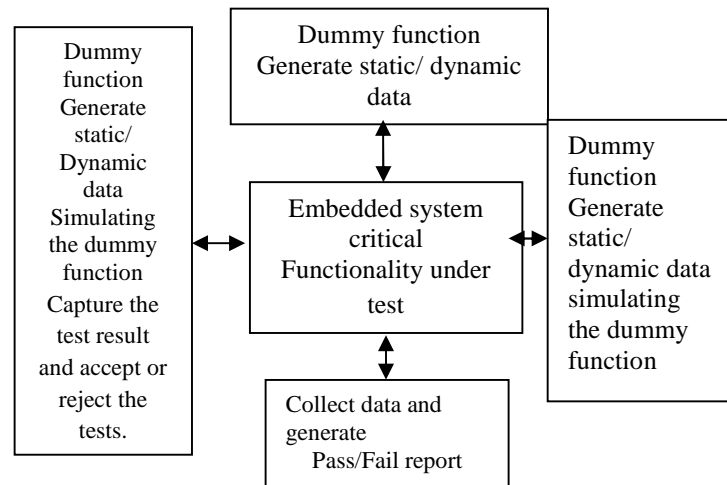 Dummy
function
Generate
static/
Dynamic
data
Simulating
the dummy
function
Capture the
test result
and accept or
reject the
tests.
Dummy function
Generate static/ dynamic
data
Embedded system
critical
Functionality under
test
Dummy
function
Generate
static/
dynamic data
simulating
the dummy
function
Collect data and
generate
Pass/Fail report